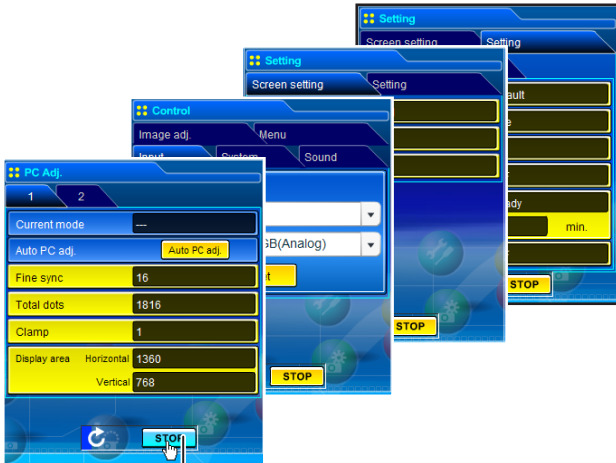 Setting
Screen setting Setting
ault
min.
STOP
Setting
Screen setting Setting
STOP
Control
Image adj. Menu
Input System Sound
GB(Analog)
STOP
PC Adj.
1 2
Current mode ---
Auto PC adj. Auto PC adj.
Fine sync 16
Total dots 1816
Clamp 1
Display area Horizontal 1360
Vertical 768
STOP